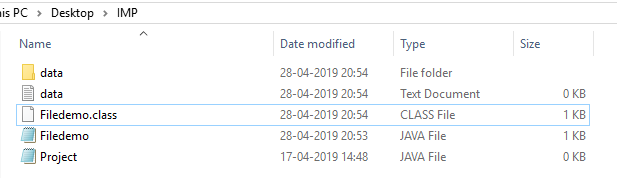 his PC > Desktop > IMP
Name Date modified Type Size
data 28-04-2019 20:54 File folder
data 28-04-2019 20:54 Text Document 0 KB
Filedemo.class 28-04-2019 20:54 CLASS File 1 KB
Filedemo 28-04-2019 20:53 JAVA File 1 KB
Project 17-04-2019 14:48 JAVA File 0 KB